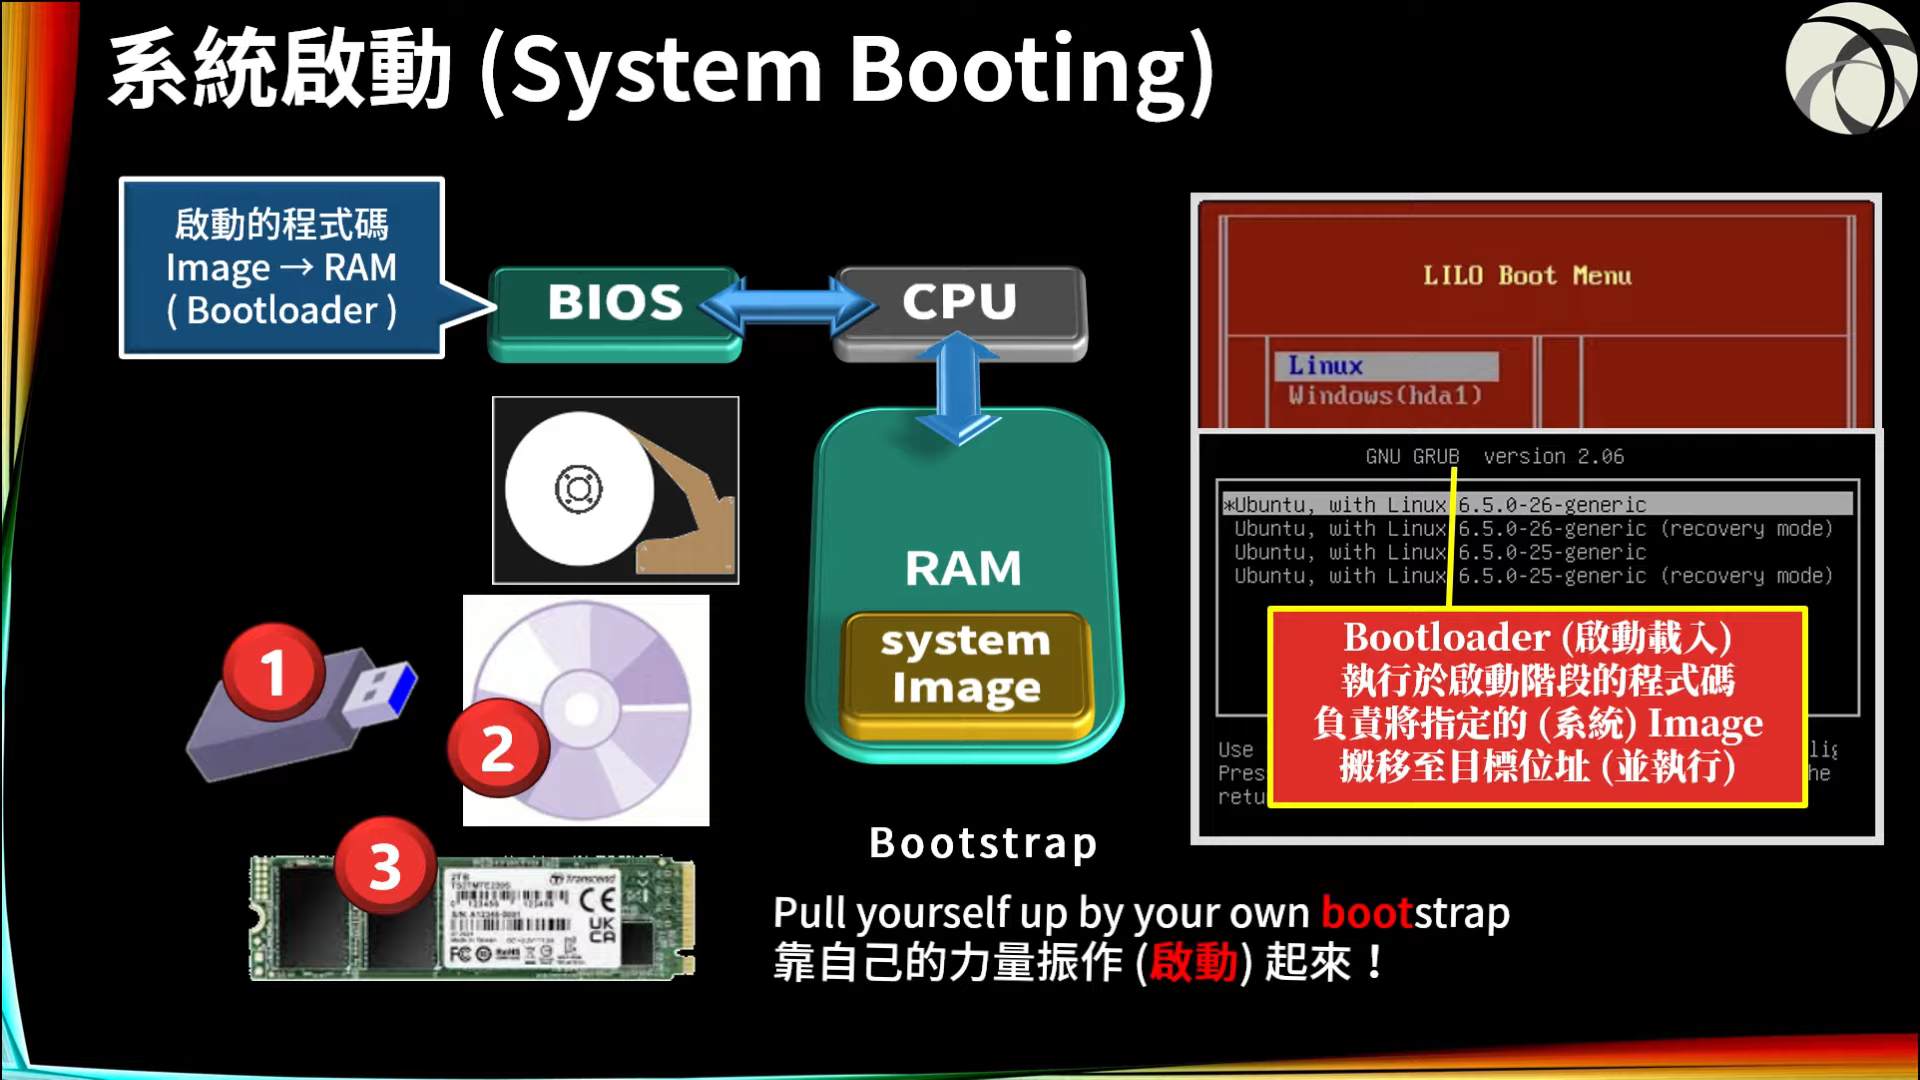 系統啟動 (System Booting)
啟動的程式碼
Image → RAM
( Bootloader )
BIOS
CPU
RAM
system
Image
1
2
3
2TB
Transcend
CE
UK
CA
FC
LILO Boot Menu
Linux
Windows(hda1)
GNU GRUB version 2.06
*Ubuntu, with Linux 6.5.0-26-generic
Ubuntu, with Linux 6.5.0-26-generic (recovery mode)
Ubuntu, with Linux 6.5.0-25-generic
Ubuntu, with Linux 6.5.0-25-generic (recovery mode)
Use
Pres
retu
Bootloader (啟動載入)
執行於啟動階段的程式碼
負責將指定的 (系統) Image
搬移至目標位址 (並執行)
Bootstrap
Pull yourself up by your own bootstrap
靠自己的力量振作 (啟動) 起來！